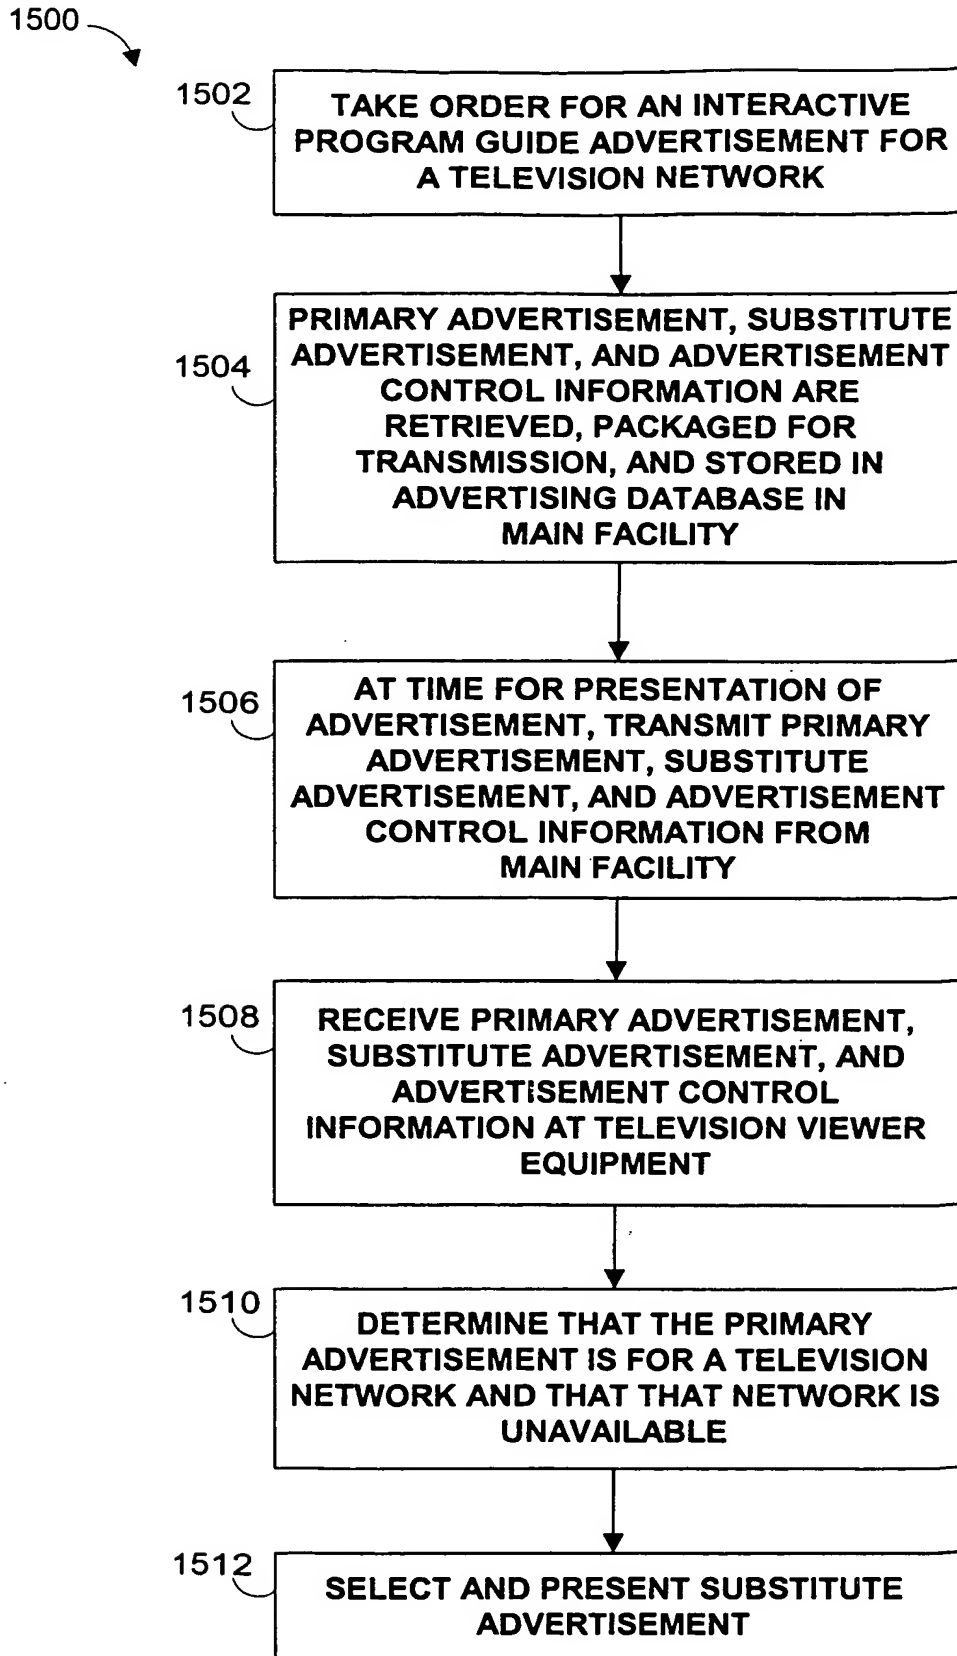 1500
1502
TAKE ORDER FOR AN INTERACTIVE
PROGRAM GUIDE ADVERTISEMENT FOR
A TELEVISION NETWORK
1504
PRIMARY ADVERTISEMENT, SUBSTITUTE
ADVERTISEMENT, AND ADVERTISEMENT
CONTROL INFORMATION ARE
RETRIEVED, PACKAGED FOR
TRANSMISSION, AND STORED IN
ADVERTISING DATABASE IN
MAIN FACILITY
1506
AT TIME FOR PRESENTATION OF
ADVERTISEMENT, TRANSMIT PRIMARY
ADVERTISEMENT, SUBSTITUTE
ADVERTISEMENT, AND ADVERTISEMENT
CONTROL INFORMATION FROM
MAIN FACILITY
1508
RECEIVE PRIMARY ADVERTISEMENT,
SUBSTITUTE ADVERTISEMENT, AND
ADVERTISEMENT CONTROL
INFORMATION AT TELEVISION VIEWER
EQUIPMENT
1510
DETERMINE THAT THE PRIMARY
ADVERTISEMENT IS FOR A TELEVISION
NETWORK AND THAT THAT NETWORK IS
UNAVAILABLE
1512
SELECT AND PRESENT SUBSTITUTE
ADVERTISEMENT